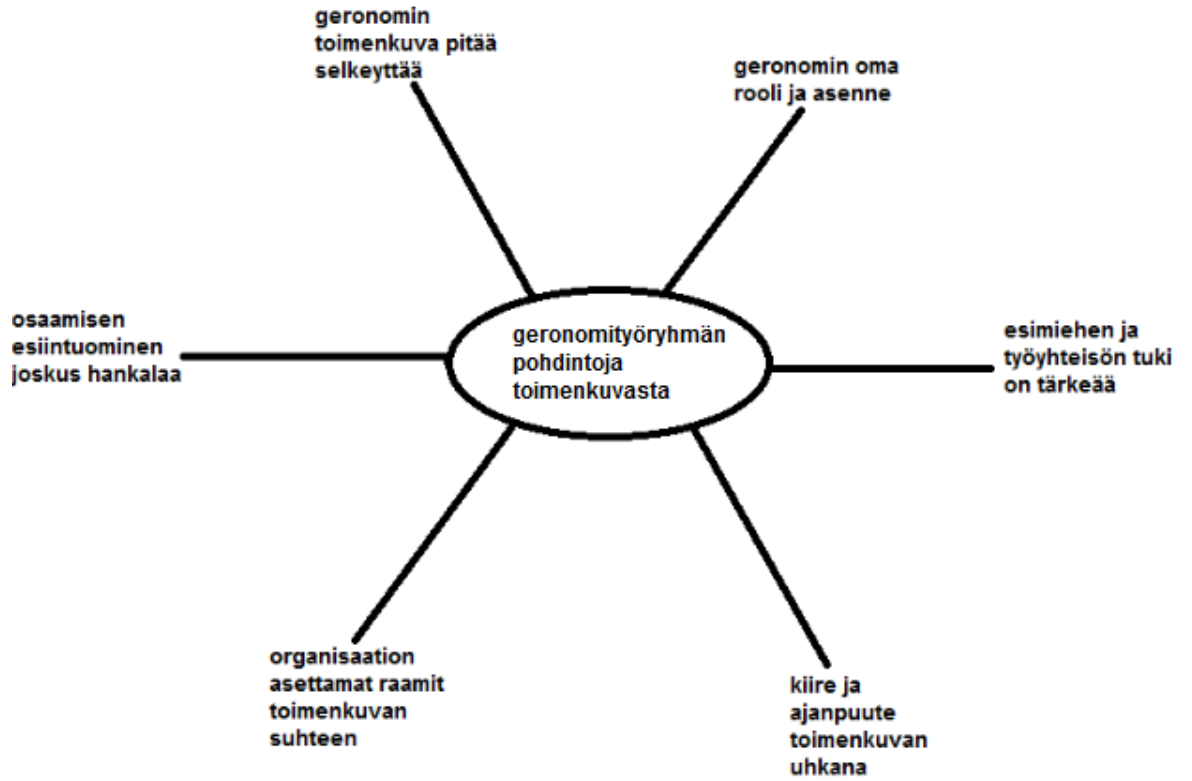 geronomin
toimenkuva pitää
selkeyttää
geronomin oma
rooli ja asenne
osaamisen
esiintuominen
joskus hankalaa
geronomityöryhmän
pohdintoja
toimenkuvasta
esimiehen ja
työyhteisön tuki
on tärkeää
organisaation
asettamat raamit
toimenkuvan
suhteen
kiire ja
ajanpuute
toimenkuvan
uhkana